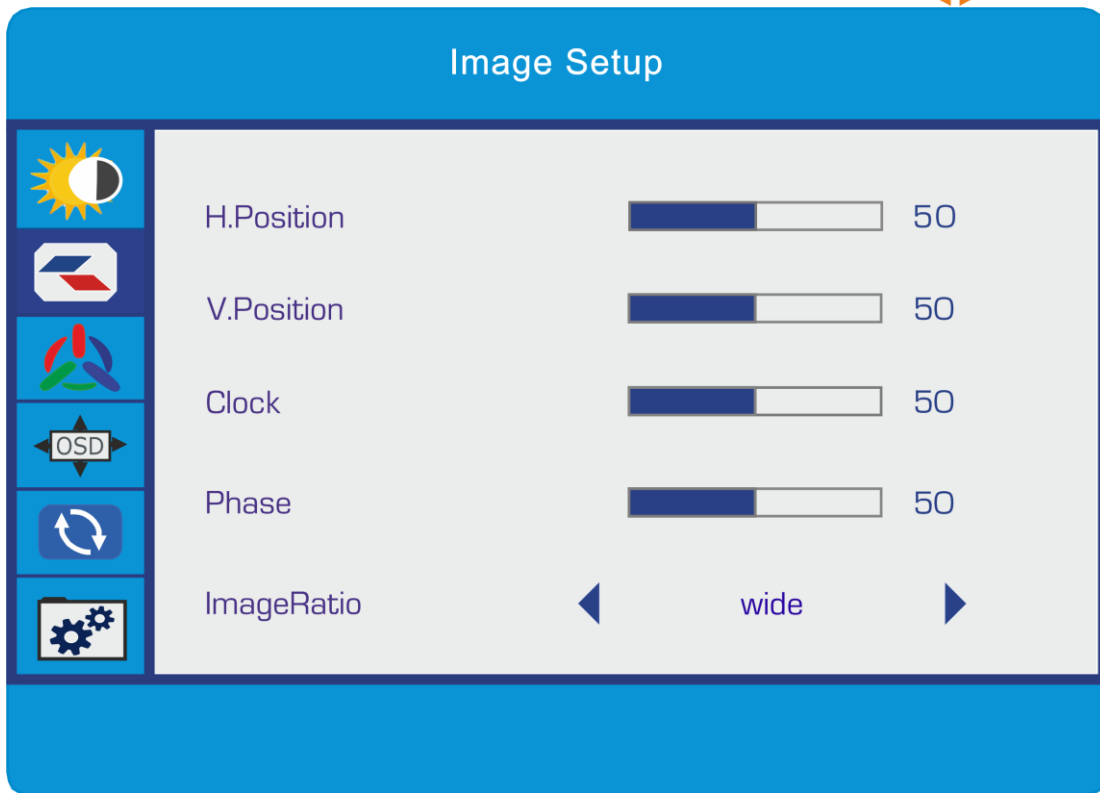 Image Setup
H.Position 50
V.Position 50
Clock 50
OSD
Phase 50
ImageRatio wide